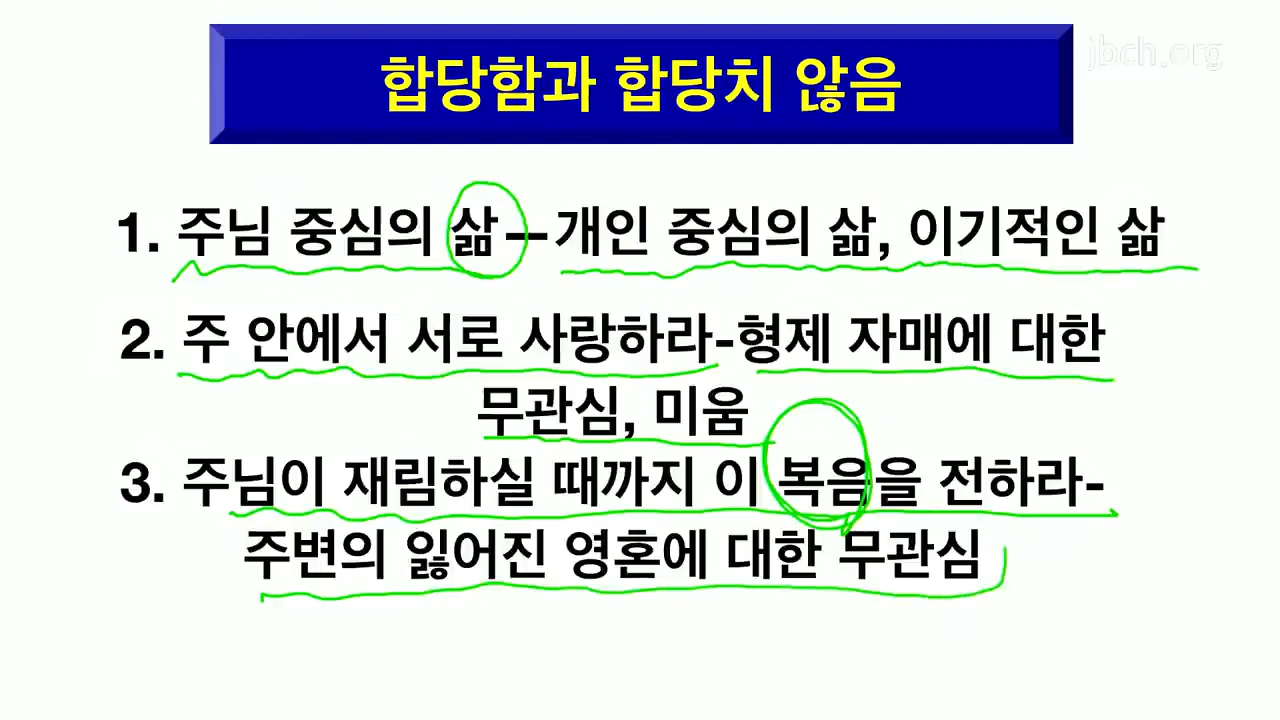 jbch.org
합당함과 합당치 않음
1. 주님 중심의 삶--개인 중심의 삶, 이기적인 삶
2. 주 안에서 서로 사랑하라-형제 자매에 대한
무관심, 미움
3. 주님이 재림하실 때까지 이 복음을 전하라-
주변의 잃어진 영혼에 대한 무관심